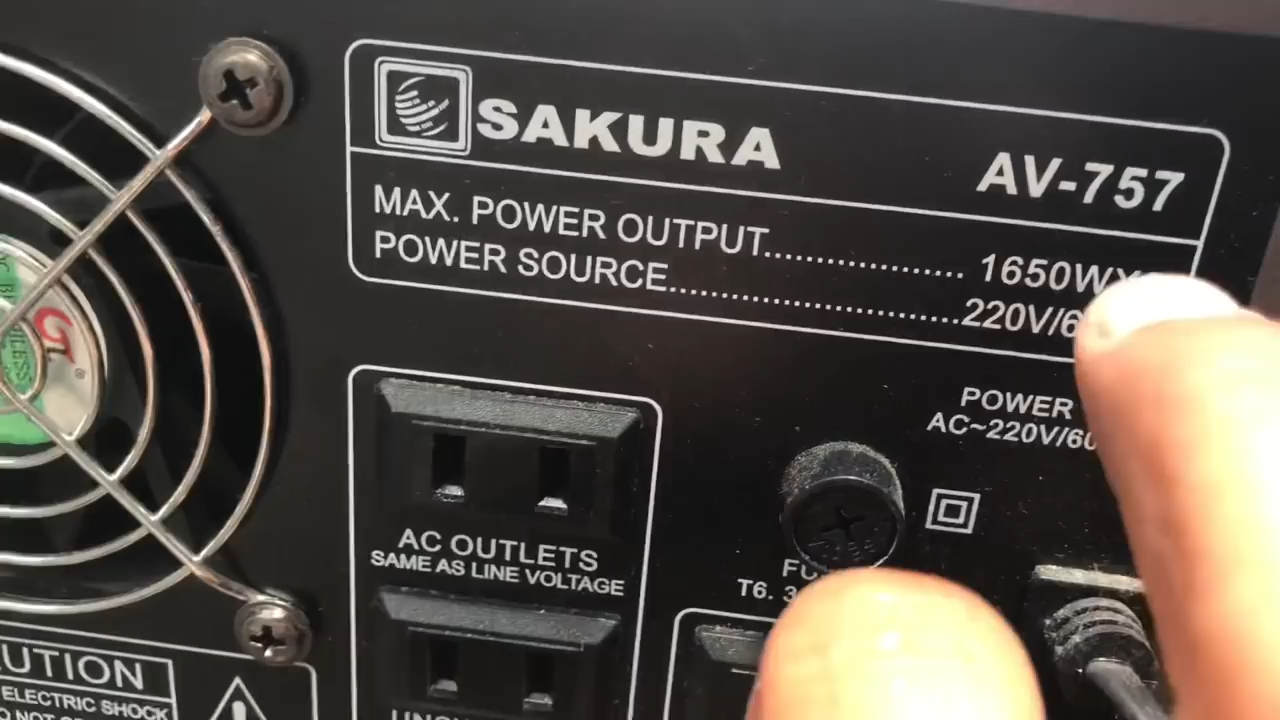 SAKURA
AV-757
MAX. POWER OUTPUT.................... 1650W
POWER SOURCE.............................220V/6
POWER
AC~220V/60
AC OUTLETS
SAME AS LINE VOLTAGE
T6. 3
UTION
ELECTRIC SHOCK